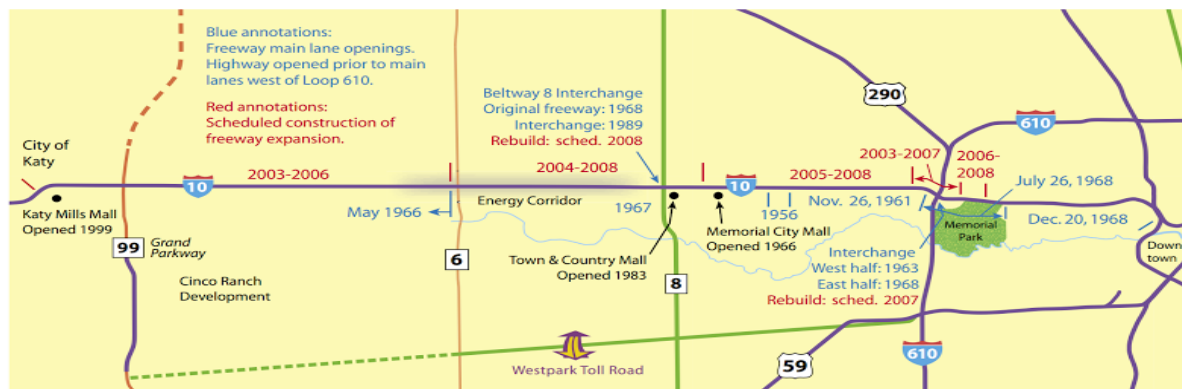 Blue annotations:
Freeway main lane openings.
Highway opened prior to main
lanes west of Loop 610.
Red annotations:
Scheduled construction of
freeway expansion.
City of
Katy
Katy Mills Mall
Opened 1999
99
Grand
Parkway
Cinco Ranch
Development
10
2003-2006
May 1966
6
2004-2008
Energy Corridor
Beltway 8 Interchange
Original freeway: 1968
Interchange: 1989
Rebuild: sched. 2008
1967
Town & Country Mall
Opened 1983
8
Memorial City Mall
Opened 1966
10
1956
2005-2008
Nov. 26, 1961
290
610
2003-2007
2006-
2008
July 26, 1968
Dec. 20, 1968
Memorial
Park
Down
town
Interchange
West half: 1963
East half: 1968
Rebuild: sched. 2007
Westpark Toll Road
59
610